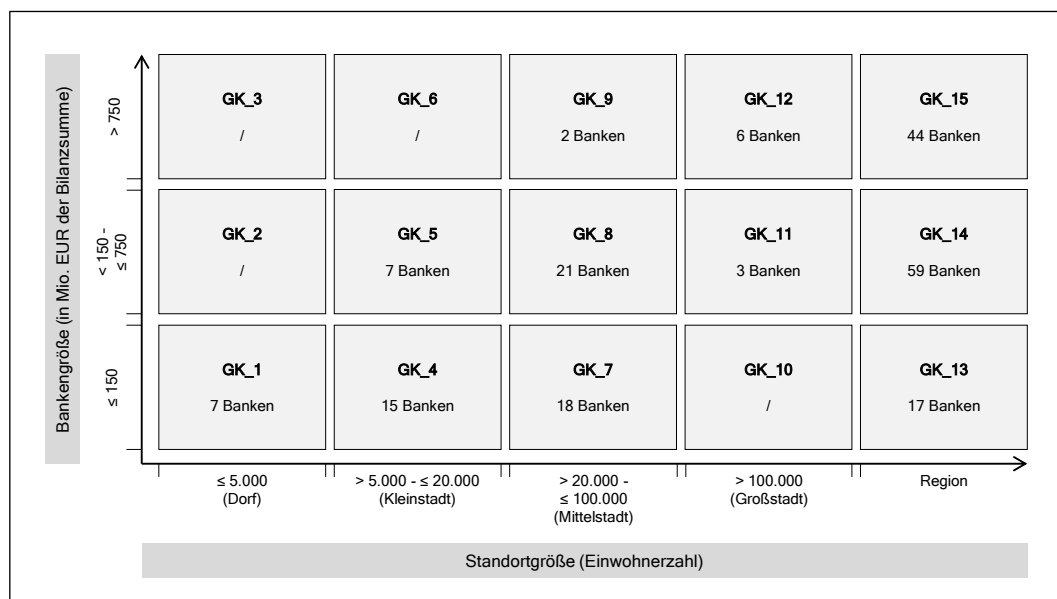 Bankengröße (in Mio. EUR der Bilanzsumme)
> 750
GK_3
/
GK_6
/
GK_9
2 Banken
GK_12
6 Banken
GK_15
44 Banken
< 150 -
≤ 750
GK_2
/
GK_5
7 Banken
GK_8
21 Banken
GK_11
3 Banken
GK_14
59 Banken
≤ 150
GK_1
7 Banken
GK_4
15 Banken
GK_7
18 Banken
GK_10
/
GK_13
17 Banken
≤ 5.000
(Dorf)
> 5.000 - ≤ 20.000
(Kleinstadt)
> 20.000 -
≤ 100.000
(Mittelstadt)
> 100.000
(Großstadt)
Region
Standortgröße (Einwohnerzahl)